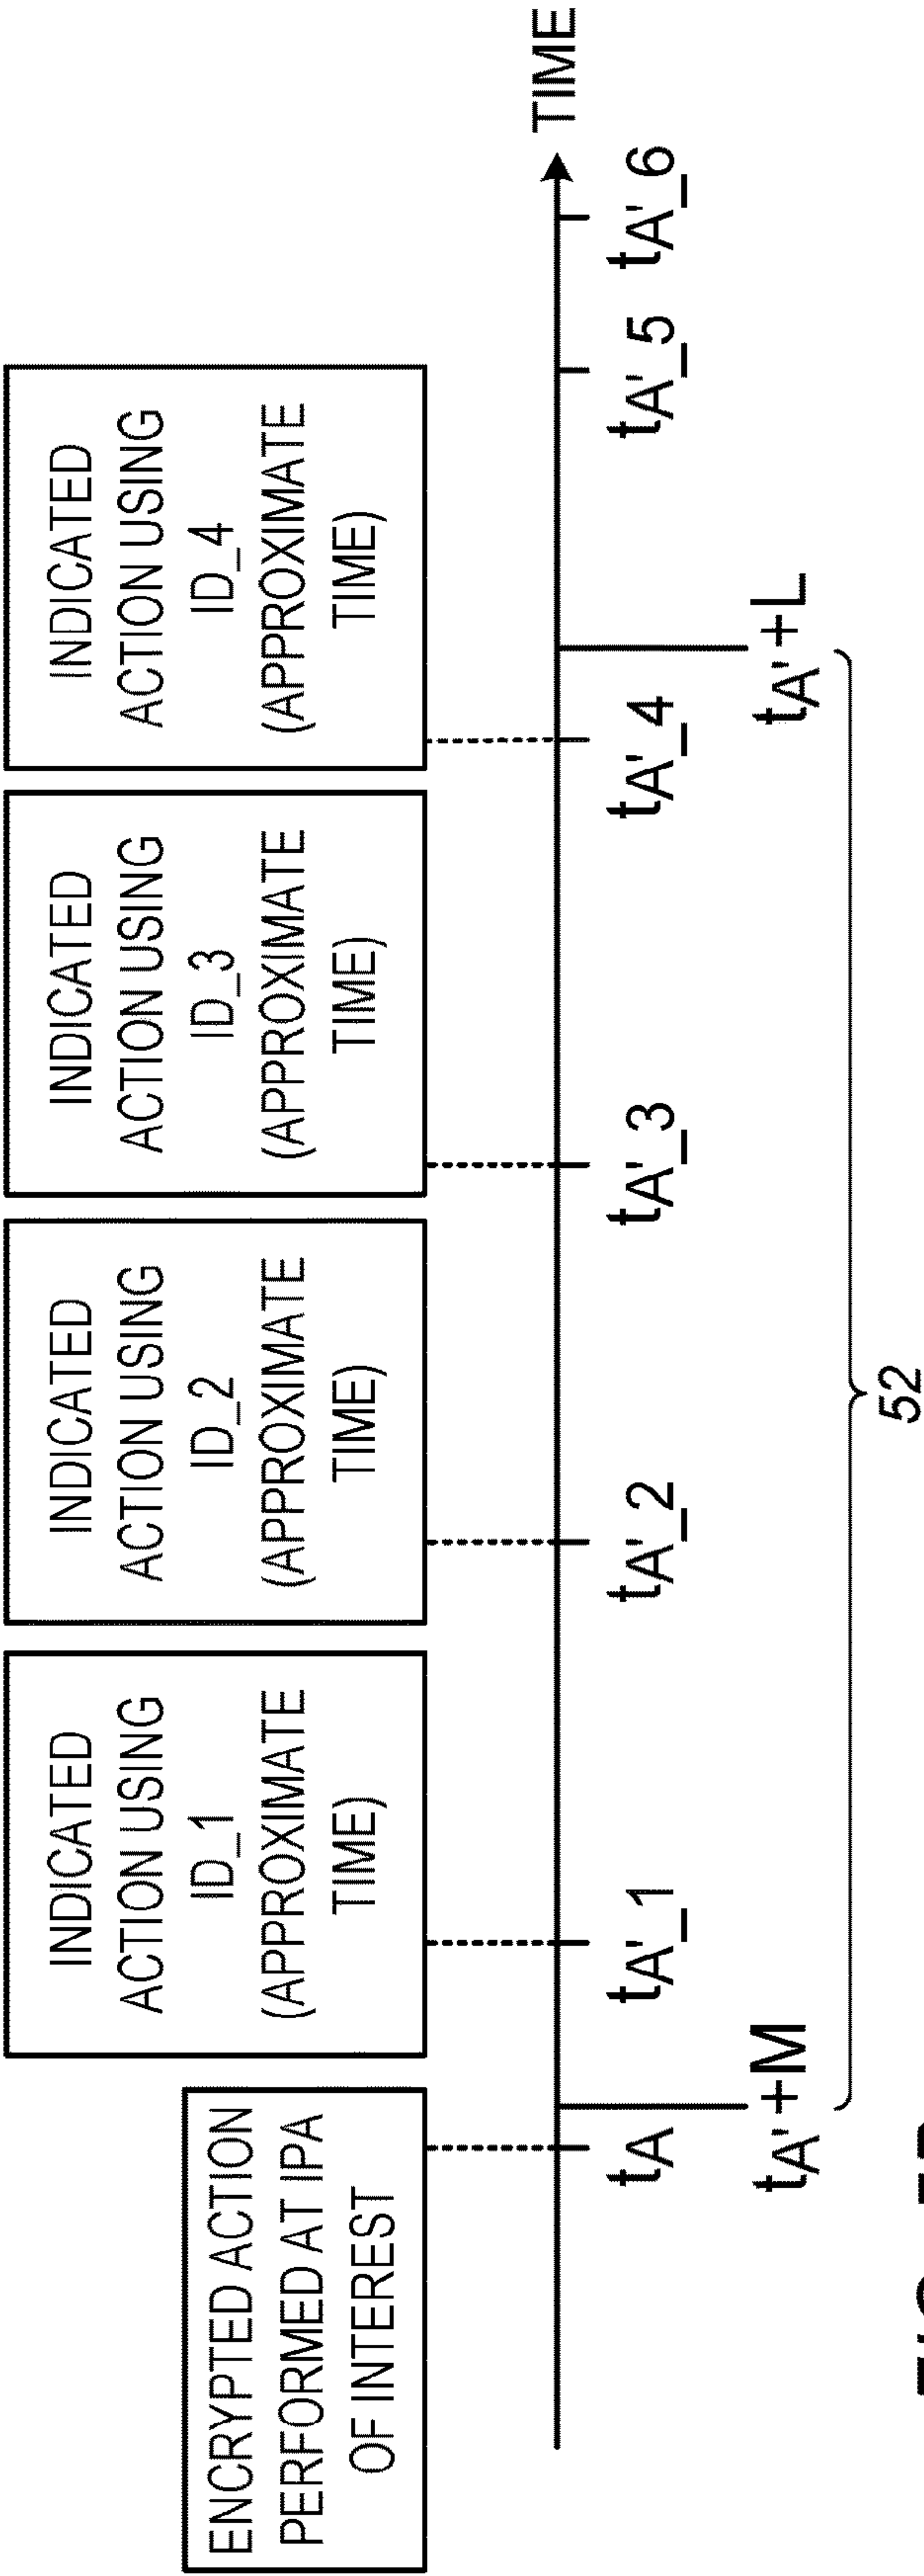 ENCRYPTED ACTION
PERFORMED AT IPA
OF INTEREST
INDICATED
ACTION USING
ID_1
(APPROXIMATE
TIME)
INDICATED
ACTION USING
ID_2
(APPROXIMATE
TIME)
INDICATED
ACTION USING
ID_3
(APPROXIMATE
TIME)
INDICATED
ACTION USING
ID_4
(APPROXIMATE
TIME)
TIME
tA
tA'_1
tA'_2
tA'_3
tA'_4
tA'_5
tA'_6
tA'+M
tA'+L
52